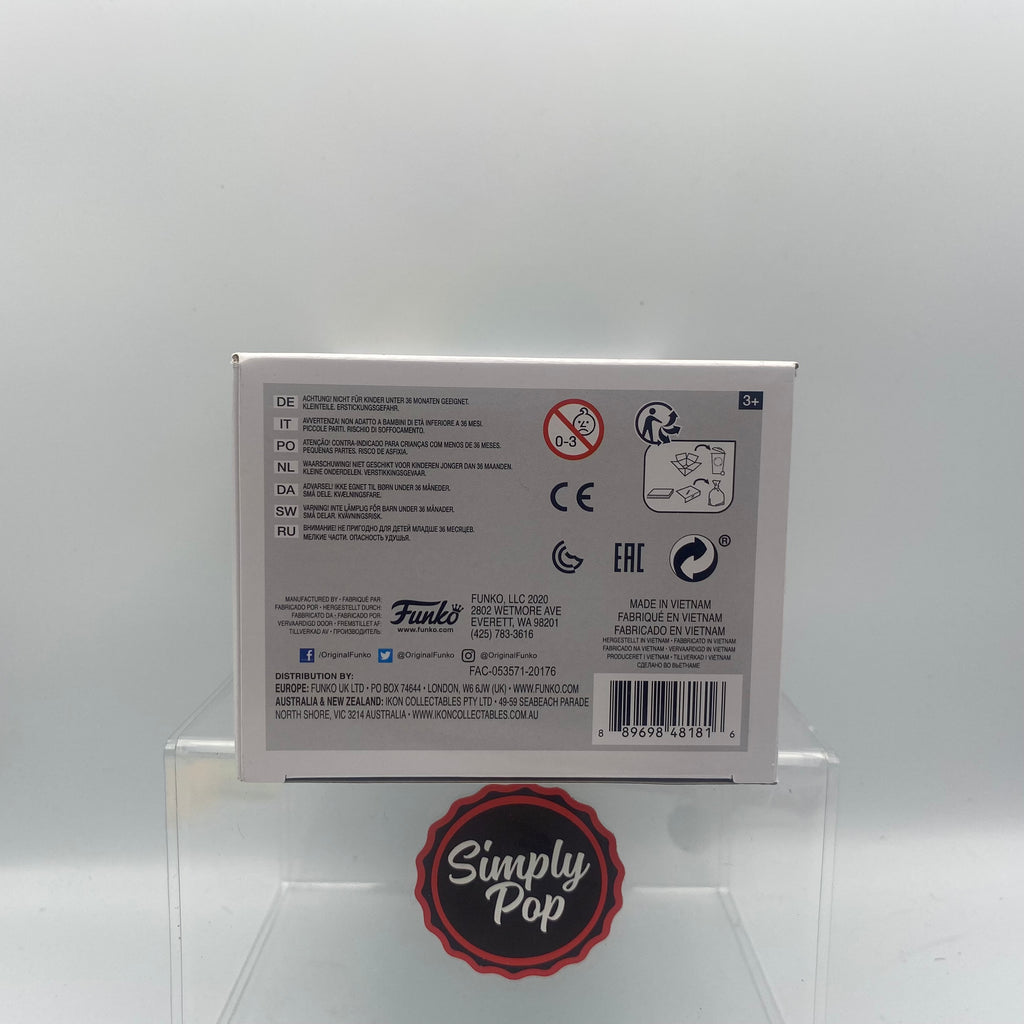 DE ACHTUNG! NICHT FÜR KINDER UNTER 36 MONATEN GEEIGNET.
KLEINTEILE. ERSTICKUNGSGEFAHR.
IT AVVERTENZA! NON ADATTO A BAMBINI DI ETÀ INFERIORE A 36 MESI.
PICCOLE PARTI. RISCHIO DI SOFFOCAMENTO.
PO ATENÇÃO! CONTRA-INDICADO PARA CRIANÇAS COM MENOS DE 36 MESES.
PEQUENAS PARTES. RISCO DE ASFIXIA.
NL WAARSCHUWING! NIET GESCHIKT VOOR KINDEREN JONGER DAN 36 MAANDEN.
KLEINE ONDERDELEN. VERSTIKKINGSGEVAAR.
DA ADVARSEL! IKKE EGNET TIL BØRN UNDER 36 MÅNEDER.
SMÅ DELE. KVÆLNINGSFARE.
SW VARNING! INTE LÄMPLIG FÖR BARN UNDER 36 MÅNADER.
SMÅ DELAR. KVÄVNINGSRISK.
RU ВНИМАНИЕ! НЕ ПРИГОДНО ДЛЯ ДЕТЕЙ МЛАДШЕ 36 МЕСЯЦЕВ.
МЕЛКИЕ ЧАСТИ. ОПАСНОСТЬ УДУШЬЯ.
0-3
3+
CE
EAC
®
MANUFACTURED BY • FABRIQUÉ PAR
FABRICADO POR • HERGESTELLT DURCH:
FABBRICATO DA • FABRICADO POR:
VERVAARDIGD DOOR • FREMSTILLET AF:
TILLVERKAD AV • ПРОИЗВОДИТЕЛЬ:
Funko
www.funko.com
FUNKO, LLC 2020
2802 WETMORE AVE
EVERETT, WA 98201
(425) 783-3616
/OriginalFunko @OriginalFunko @OriginalFunko
FAC-053571-20176
MADE IN VIETNAM
FABRIQUÉ EN VIETNAM
FABRICADO EN VIETNAM
HERGESTELLT IN VIETNAM • FABBRICATO IN VIETNAM
FABRICADO NA VIETNAM • VERVAARDIGD IN VIETNAM
PRODUCERET I VIETNAM • TILLVERKAD I VIETNAM
СДЕЛАНО ВО ВЬЕТНАМЕ
DISTRIBUTION BY:
EUROPE: FUNKO UK LTD • PO BOX 74644 • LONDON, W6 6JW (UK) • WWW.FUNKO.COM
AUSTRALIA & NEW ZEALAND: IKON COLLECTABLES PTY LTD • 49-59 SEABEACH PARADE
NORTH SHORE, VIC 3214 AUSTRALIA • WWW.IKONCOLLECTABLES.COM.AU
8 89698 48181 6
Simply
Pop